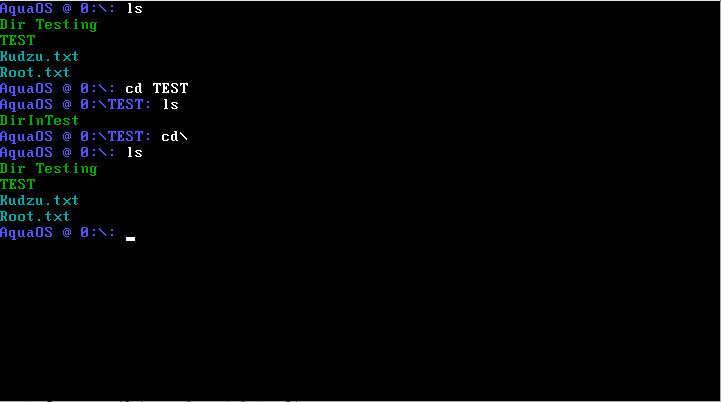 AquaOS @ 0:\: ls
Dir Testing
TEST
Kudzu.txt
Root.txt
AquaOS @ 0:\: cd TEST
AquaOS @ 0:\TEST: ls
DirInTest
AquaOS @ 0:\TEST: cd\
AquaOS @ 0:\: ls
Dir Testing
TEST
Kudzu.txt
Root.txt
AquaOS @ 0:\: